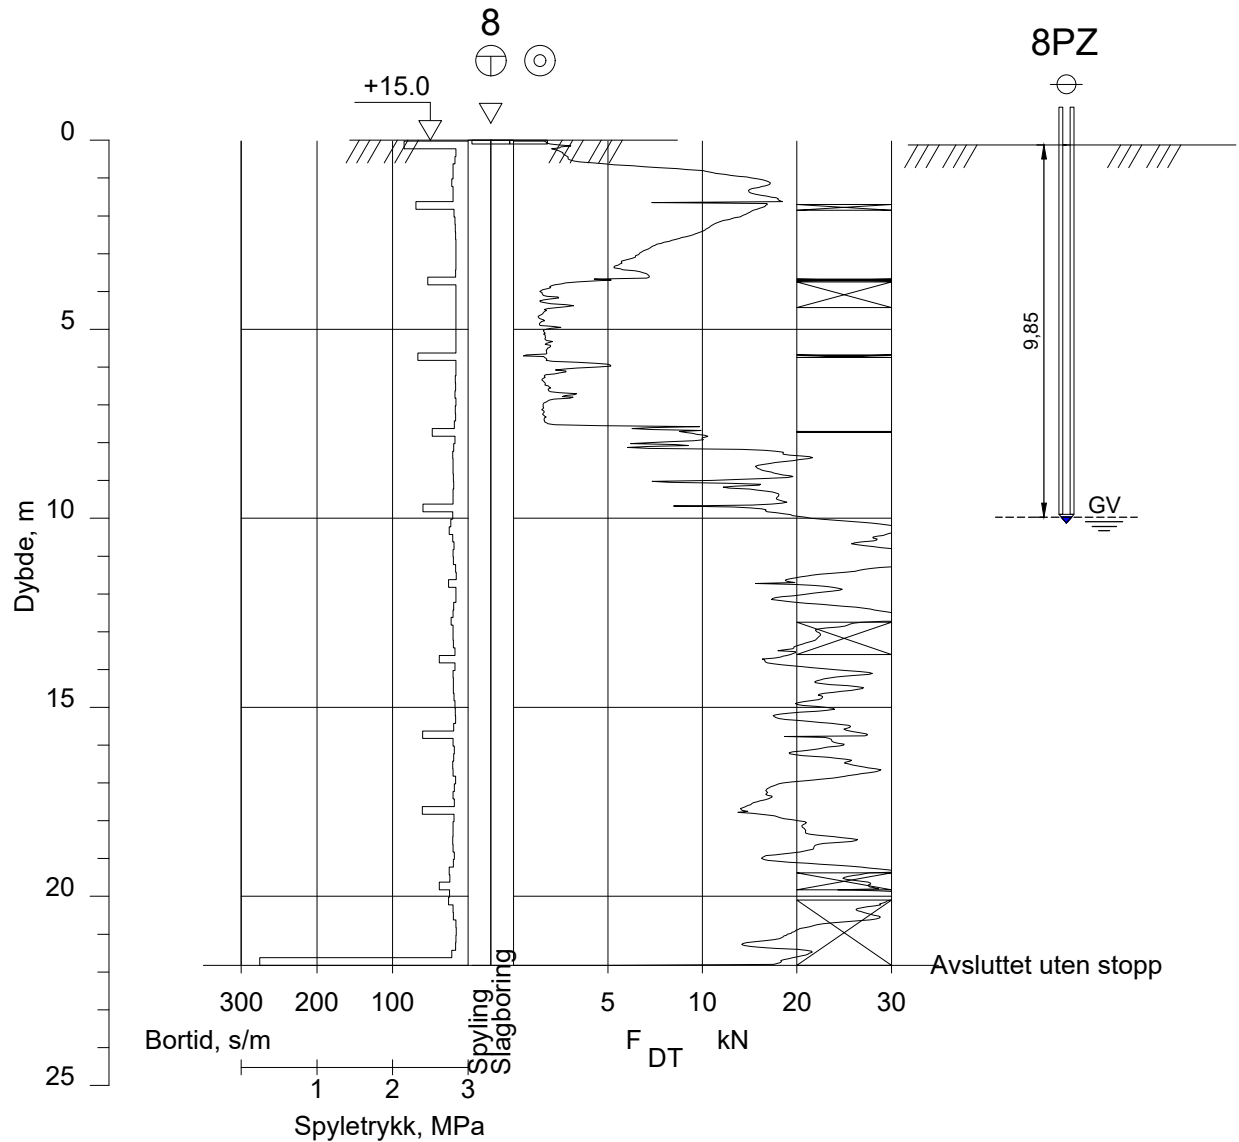 8
8PZ
+15.0
0
5
9,85
10
GV
Dybde, m
15
20
Avsluttet uten stopp
300 200 100
Spyling
Slagboring
5 10 20 30
Bortid, s/m
F DT kN
25
1 2 3
Spyletrykk, MPa